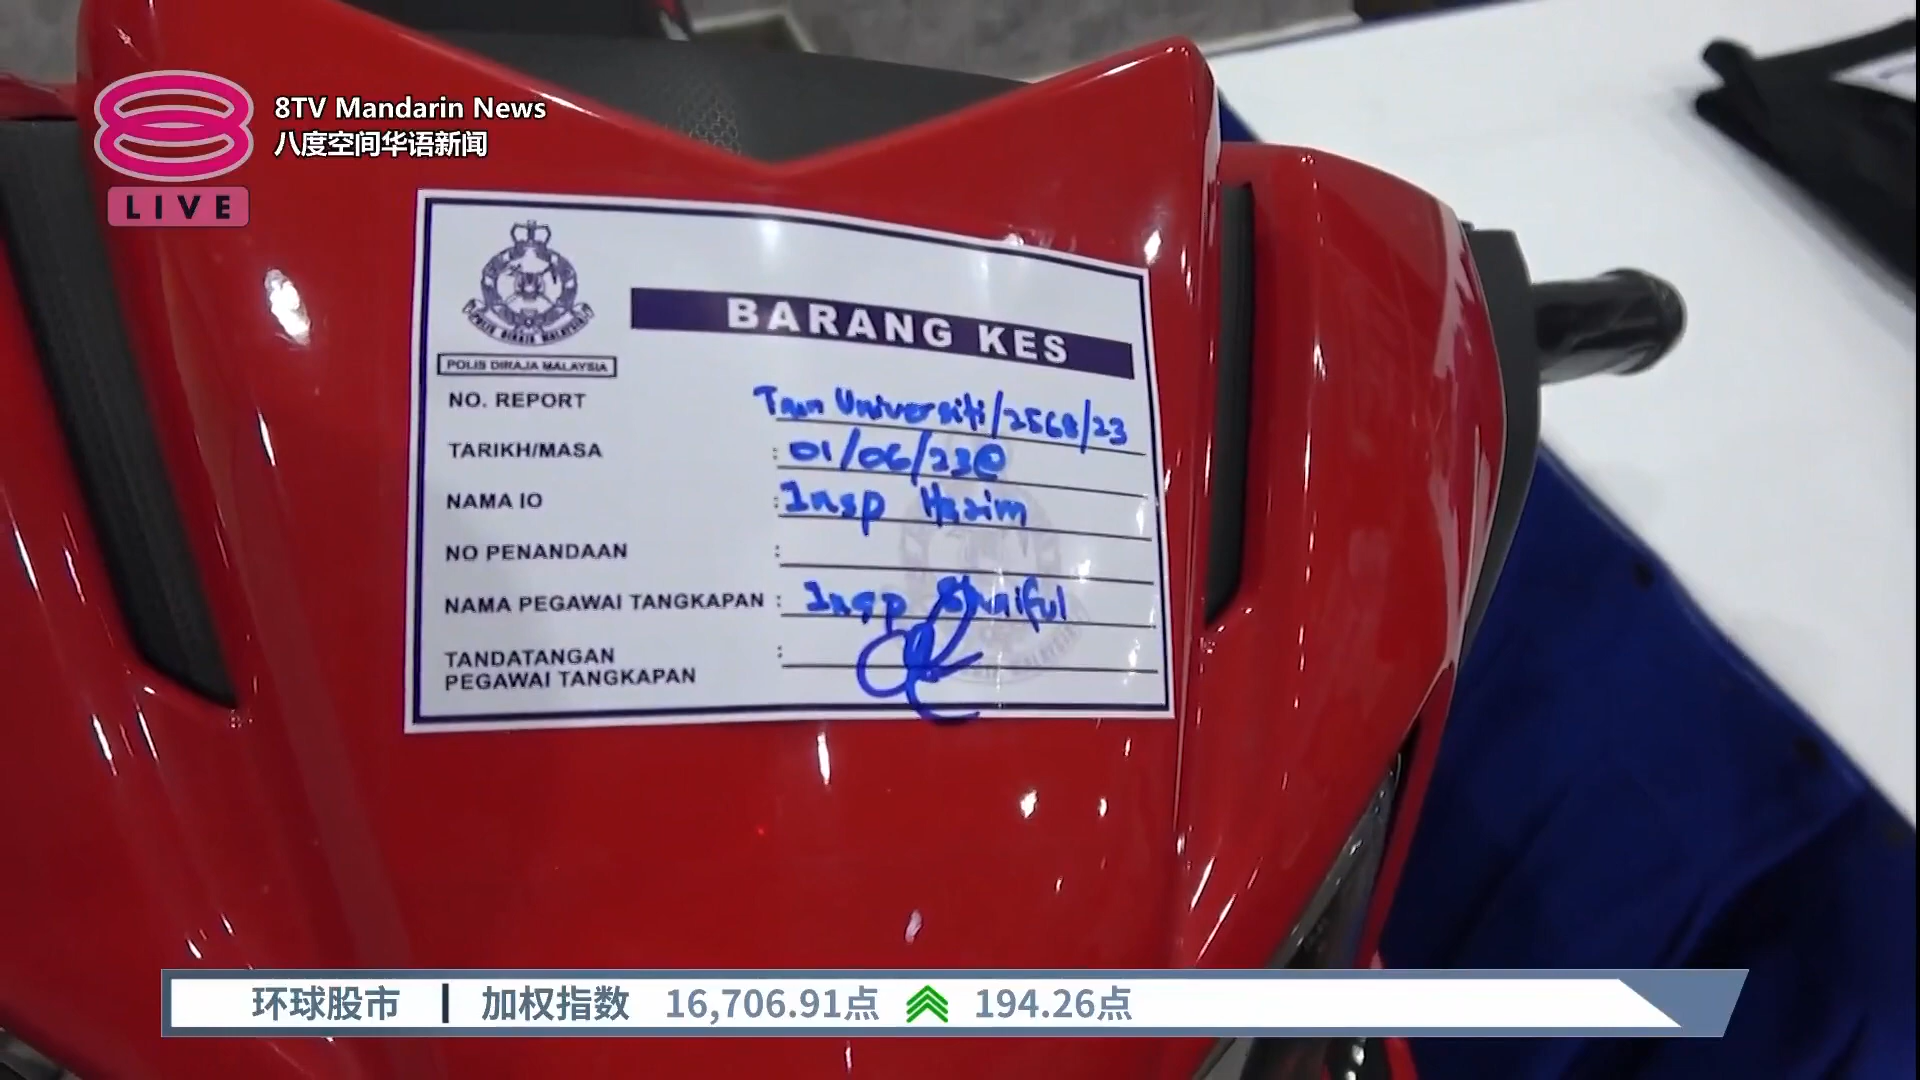 8TV Mandarin News
八度空间华语新闻
LIVE
BARANG KES
POLIS DIRAJA MALAYSIA
NO. REPORT Tmn Universiti/2568/23
TARIKH/MASA : 01/06/23@
NAMA IO : Insp Hazim
NO PENANDAAN :
NAMA PEGAWAI TANGKAPAN : Insp
TANDATANGAN :
PEGAWAI TANGKAPAN
环球股市 | 加权指数 16,706.91点 194.26点